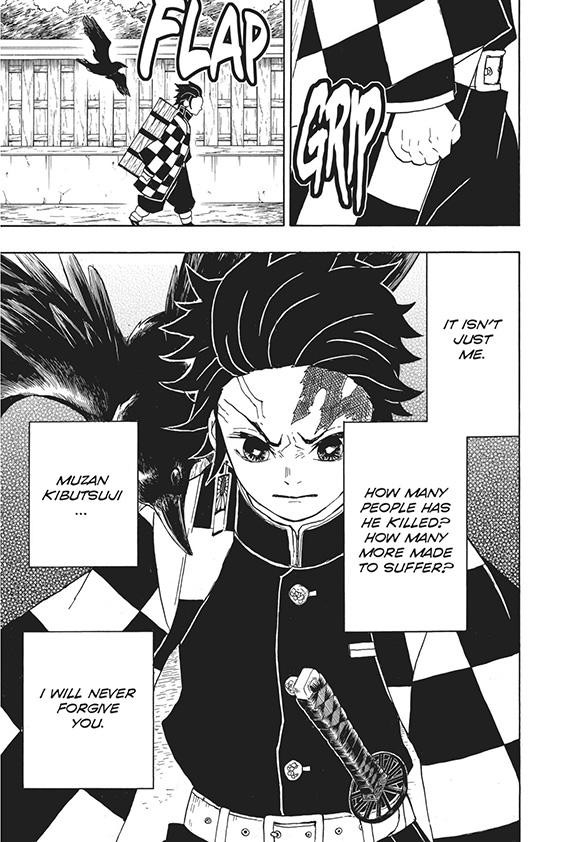 GRIP
FLAP
IT ISN'T
JUST
ME.
HOW MANY
PEOPLE HAS
HE KILLED?
HOW MANY
MORE MADE
TO SUFFER?
MUZAN
KIBUTSUJI
...
I WILL NEVER
FORGIVE
YOU.